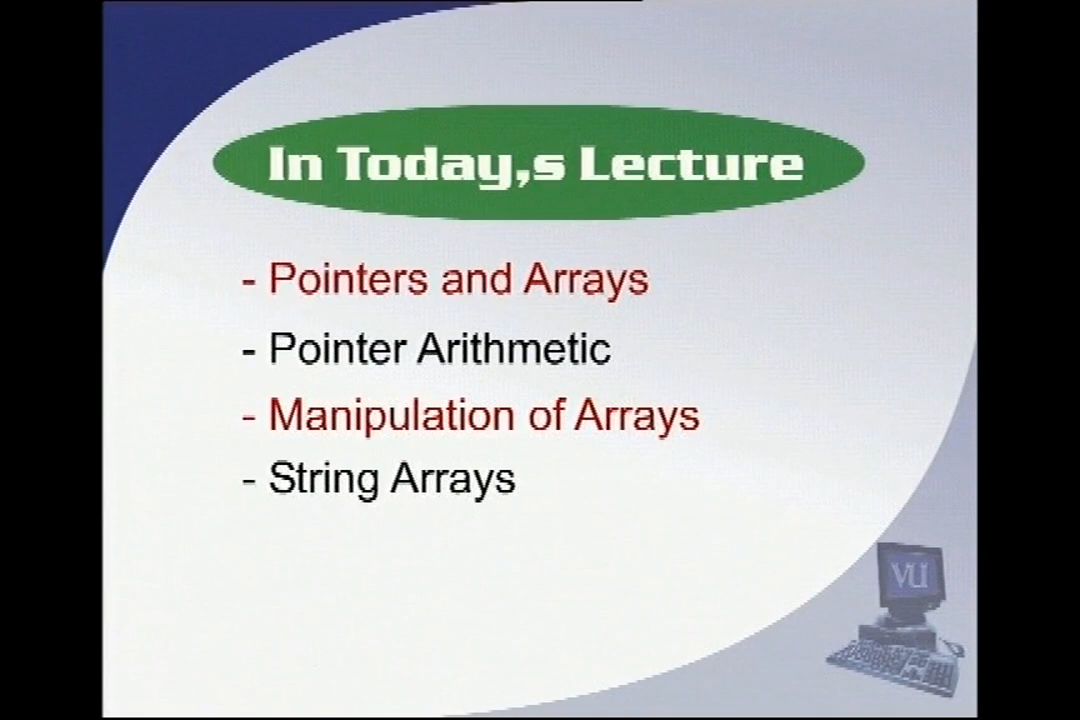 In Today,s Lecture
- Pointers and Arrays
- Pointer Arithmetic
- Manipulation of Arrays
- String Arrays
VU